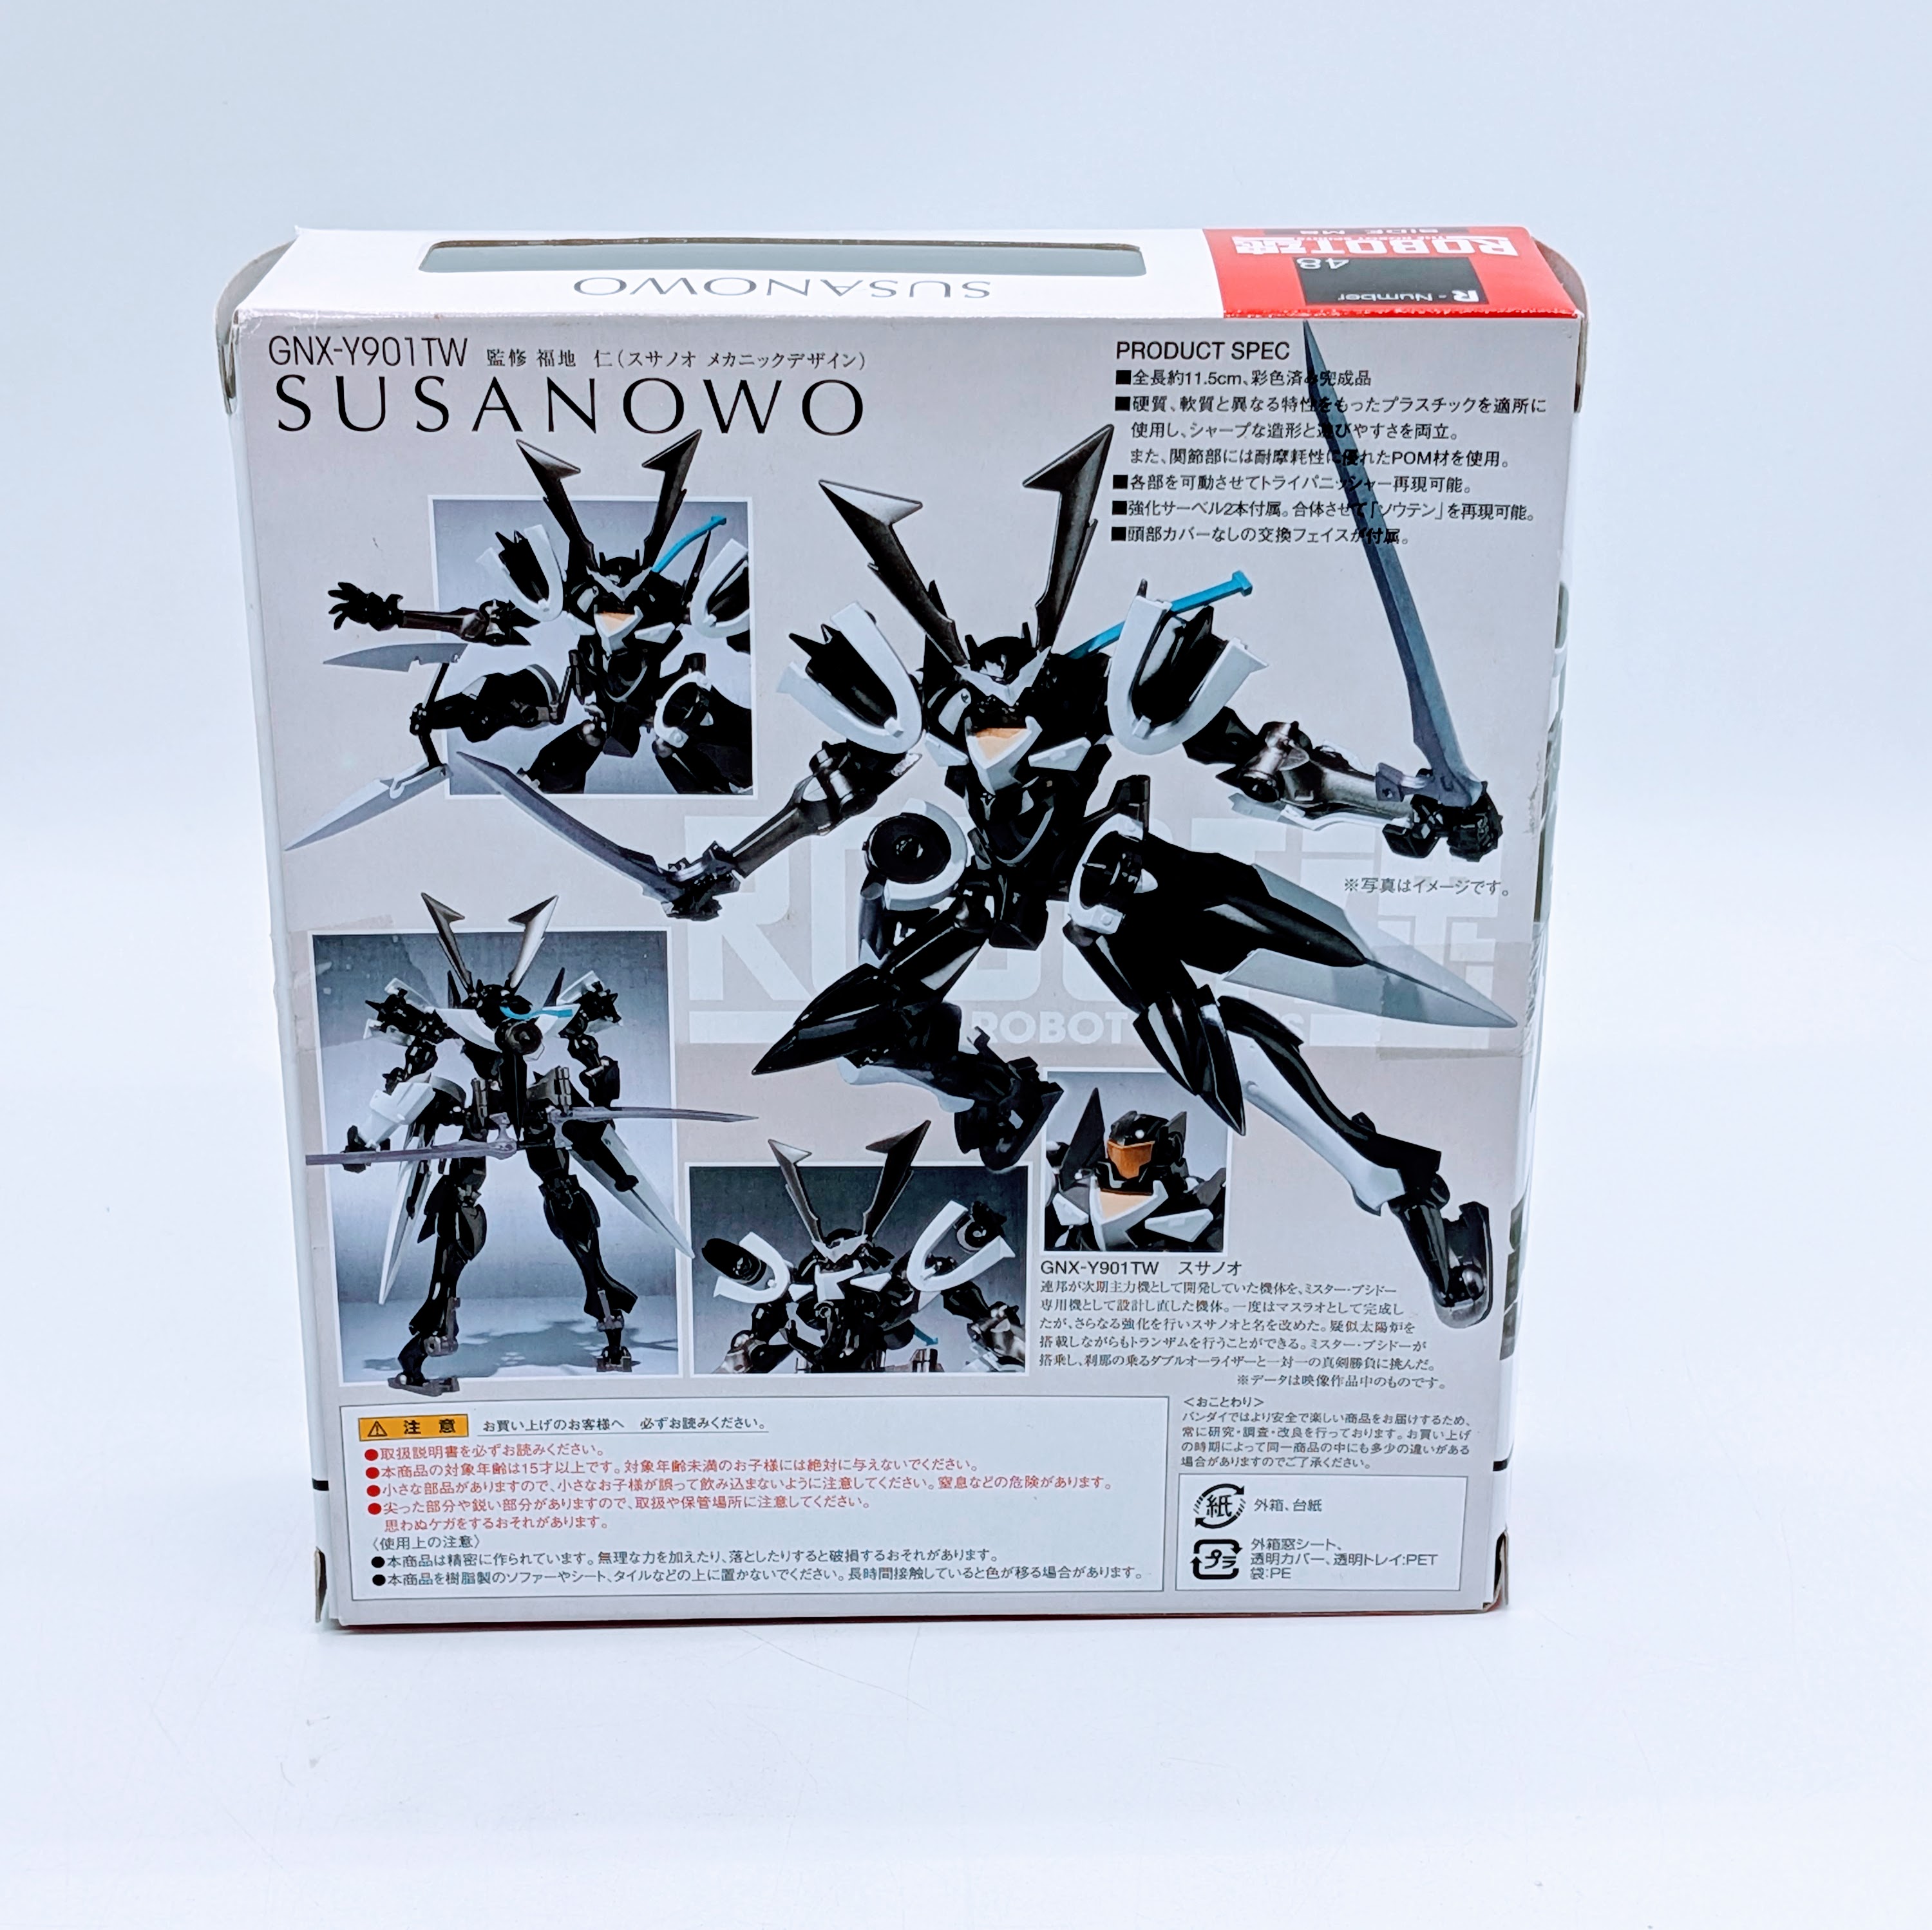 SUSANOWO
ROBOT魂
SIDE MS
R-Number
48
GNX-Y901TW 監修 福地 仁(スサノオ メカニックデザイン)
SUSANOWO
PRODUCT SPEC
■全長約11.5cm、彩色済み完成品
■硬質、軟質と異なる特性をもったプラスチックを適所に
使用し、シャープな造形と遊びやすさを両立。
また、関節部には耐摩耗性に優れたPOM材を使用。
■各部を可動させてトライパニッシャー再現可能。
■強化サーベル2本付属。合体させて「ソウテン」を再現可能。
■頭部カバーなしの交換フェイスが付属。
※写真はイメージです。
GNX-Y901TW スサノオ
連邦が次期主力機として開発していた機体を、ミスター・ブシドー
専用機として設計し直した機体。一度はマスラオとして完成し
たが、さらなる強化を行いスサノオと名を改めた。疑似太陽炉を
搭載しながらもトランザムを行うことができる。ミスター・ブシドーが
搭乗し、刹那の乗るダブルオーライザーと一対一の真剣勝負に挑んだ。
※データは映像作品中のものです。
注意 お買い上げのお客様へ 必ずお読みください。
●取扱説明書を必ずお読みください。
●本商品の対象年齢は15才以上です。対象年齢未満のお子様には絶対に与えないでください。
●小さな部品がありますので、小さなお子様が誤って飲み込まないように注意してください。窒息などの危険があります。
●尖った部分や鋭い部分がありますので、取扱や保管場所に注意してください。
思わぬケガをするおそれがあります。
〈使用上の注意〉
●本商品は精密に作られています。無理な力を加えたり、落としたりすると破損するおそれがあります。
●本商品を樹脂製のソファーやシート、タイルなどの上に置かないでください。長時間接触していると色が移る場合があります。
<おことわり>
バンダイではより安全で楽しい商品をお届けするため、
常に研究・調査・改良を行っております。お買い上げ
の時期によって同一商品の中にも多少の違いがある
場合がありますのでご了承ください。
紙 外箱、台紙
プラ 外箱窓シート、
透明カバー、透明トレイ:PET
袋:PE